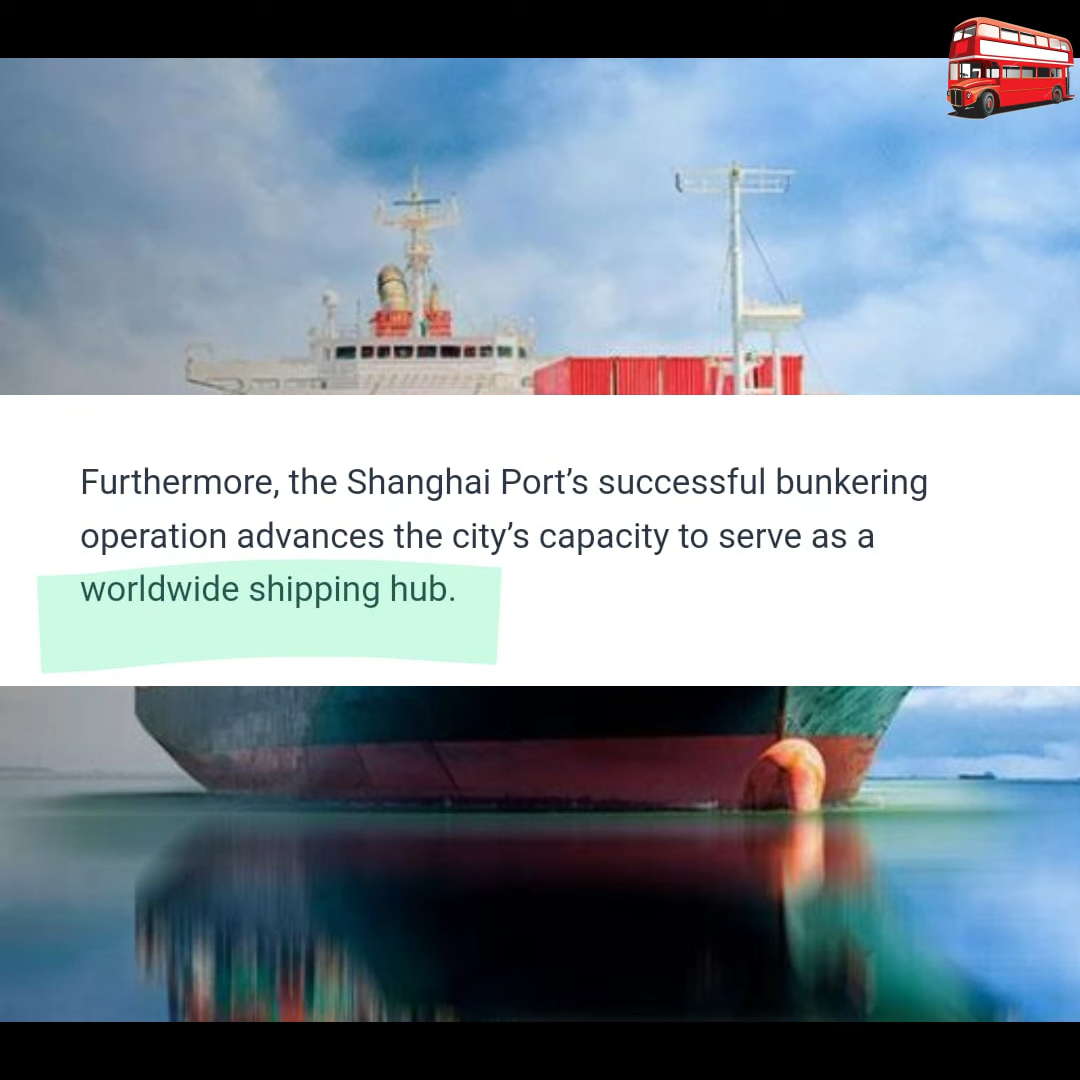 Furthermore, the Shanghai Port’s successful bunkering
operation advances the city’s capacity to serve as a
worldwide shipping hub.